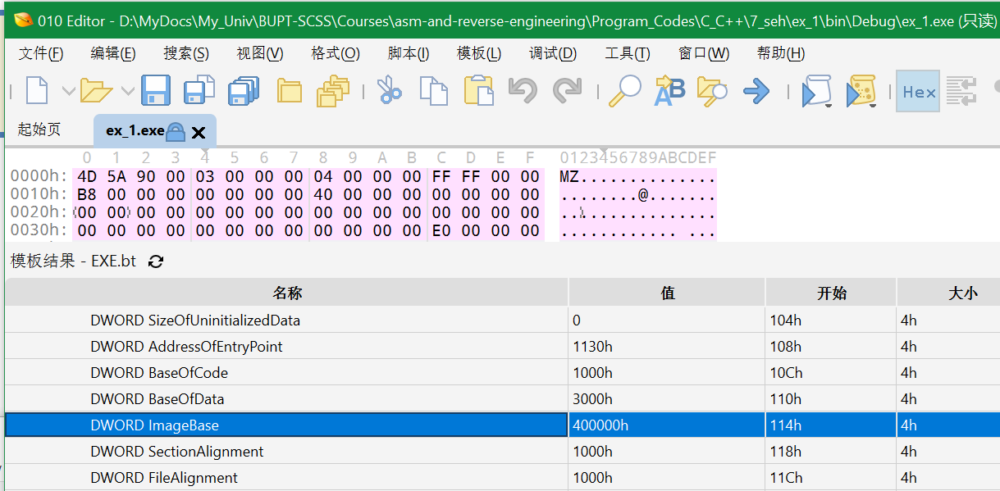 010 Editor - D:\MyDocs\My_Univ\BUPT-SCSS\Courses\asm-and-reverse-engineering\Program_Codes\C_C++\7_seh\ex_1\bin\Debug\ex_1.exe (只读)
文件(F) 编辑(E) 搜索(S) 视图(V) 格式(O) 脚本(I) 模板(L) 调试(D) 工具(T) 窗口(W) 帮助(H)
Hex
起始页 ex_1.exe
0 1 2 3 4 5 6 7 8 9 A B C D E F 0123456789ABCDEF
0000h: 4D 5A 90 00 03 00 00 00 04 00 00 00 FF FF 00 00 MZ..............
0010h: B8 00 00 00 00 00 00 00 40 00 00 00 00 00 00 00 ........@.......
0020h: 00 00 00 00 00 00 00 00 00 00 00 00 00 00 00 00 ................
0030h: 00 00 00 00 00 00 00 00 00 00 00 00 E0 00 00 00 ............ ...
模板结果 - EXE.bt
名称 值 开始 大小
DWORD SizeOfUninitializedData 0 104h 4h
DWORD AddressOfEntryPoint 1130h 108h 4h
DWORD BaseOfCode 1000h 10Ch 4h
DWORD BaseOfData 3000h 110h 4h
DWORD ImageBase 400000h 114h 4h
DWORD SectionAlignment 1000h 118h 4h
DWORD FileAlignment 1000h 11Ch 4h